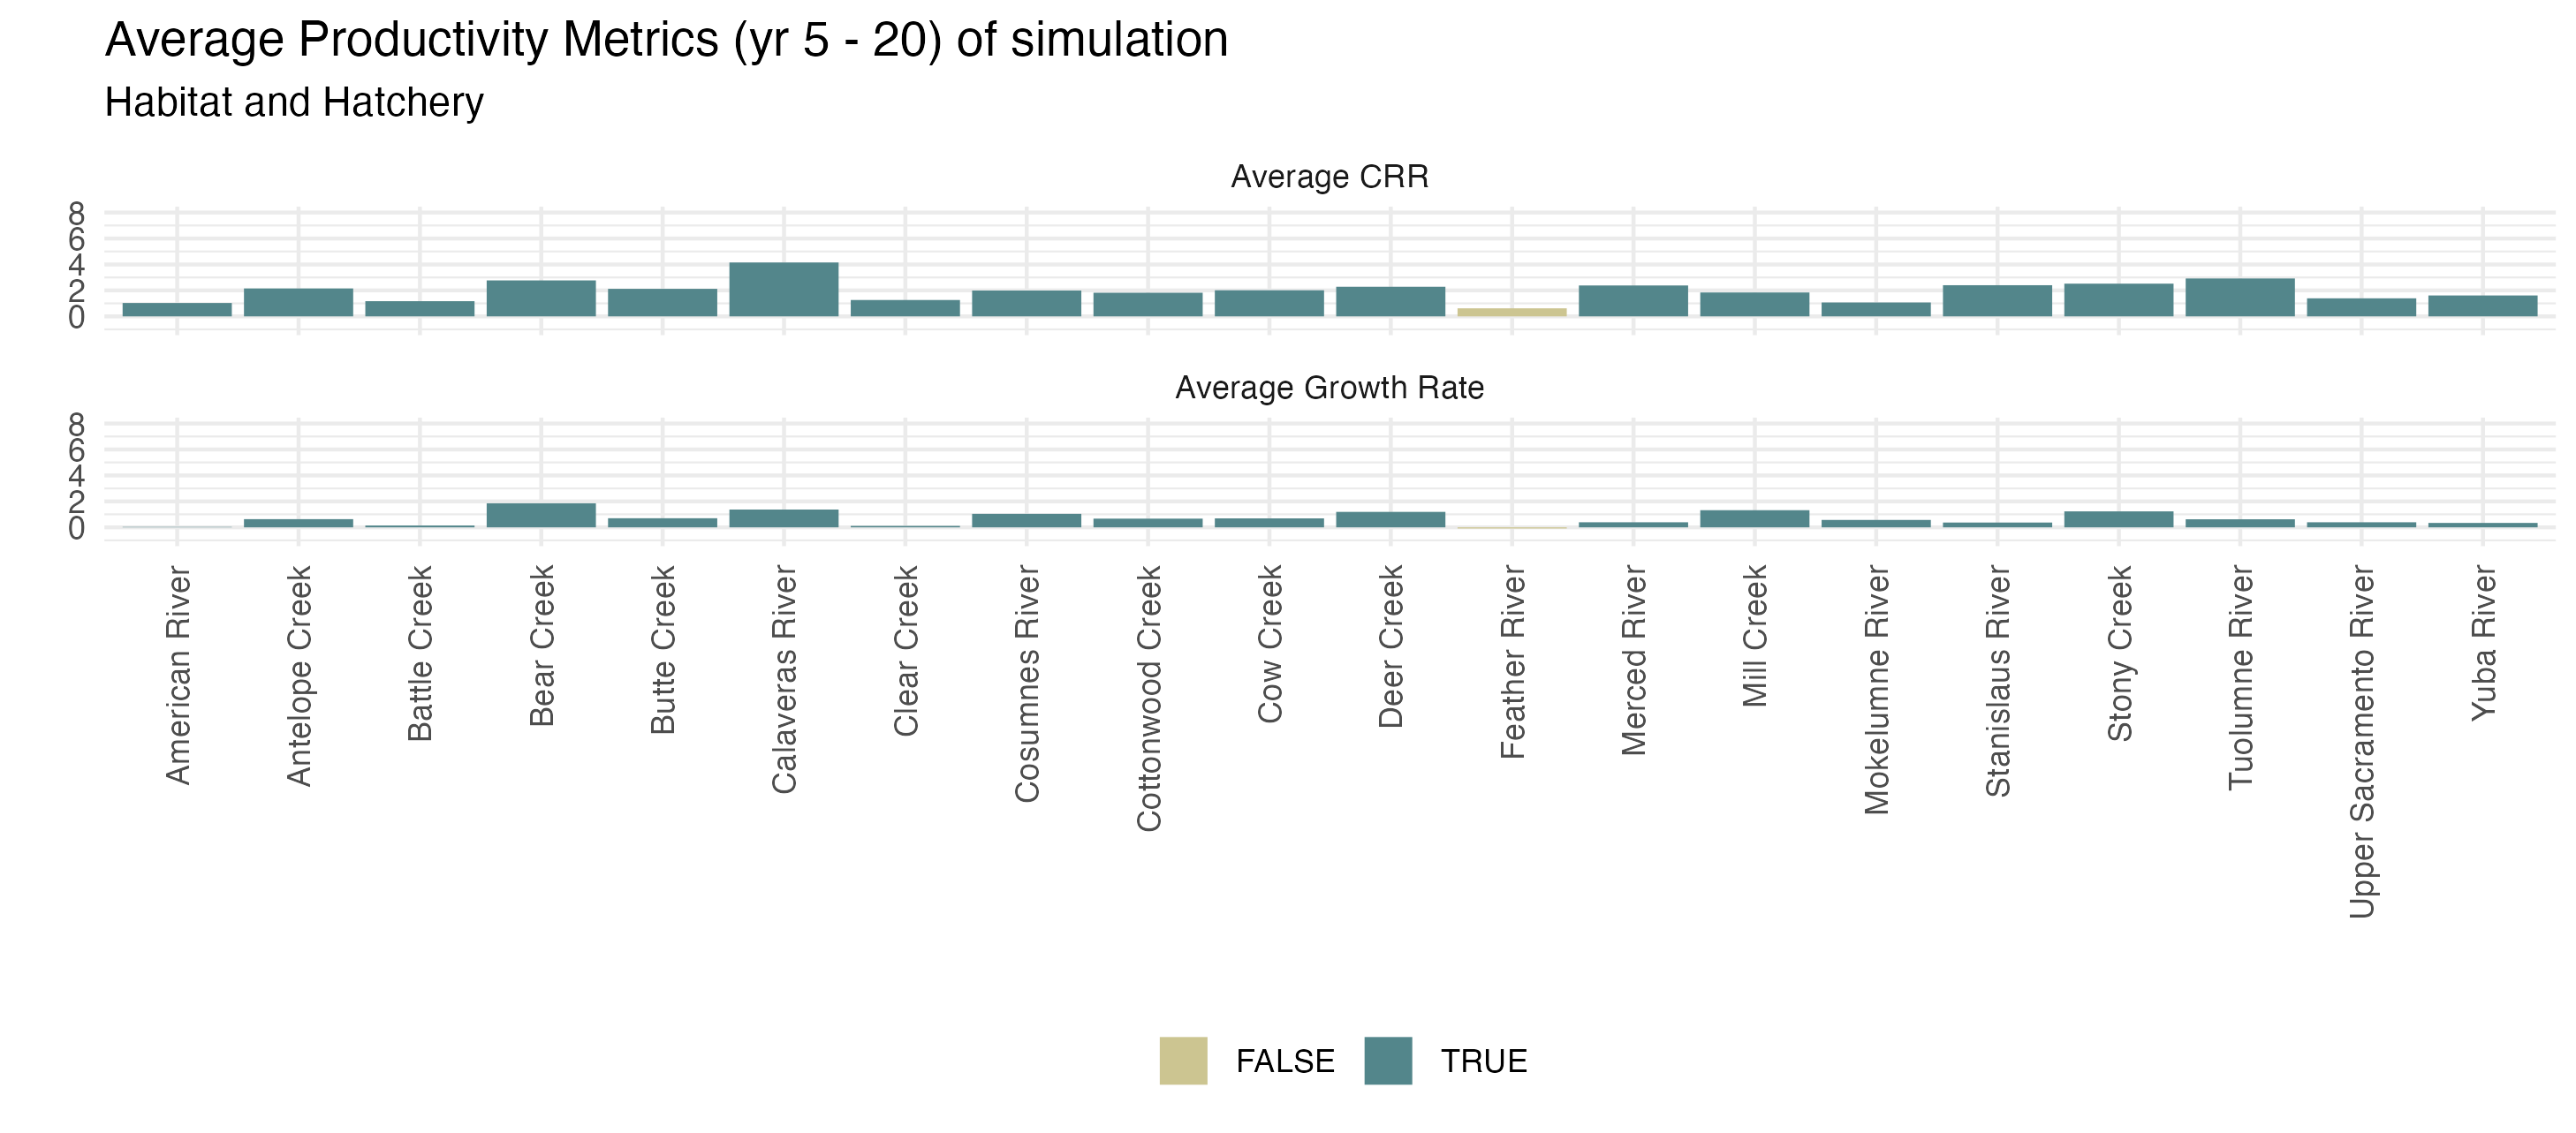 Average Productivity Metrics (yr 5 - 20) of simulation
Habitat and Hatchery
Average CRR
8
6
4
2
0
Average Growth Rate
8
6
4
2
0
American River
Antelope Creek
Battle Creek
Bear Creek
Butte Creek
Calaveras River
Clear Creek
Cosumnes River
Cottonwood Creek
Cow Creek
Deer Creek
Feather River
Merced River
Mill Creek
Mokelumne River
Stanislaus River
Stony Creek
Tuolumne River
Upper Sacramento River
Yuba River
FALSE TRUE